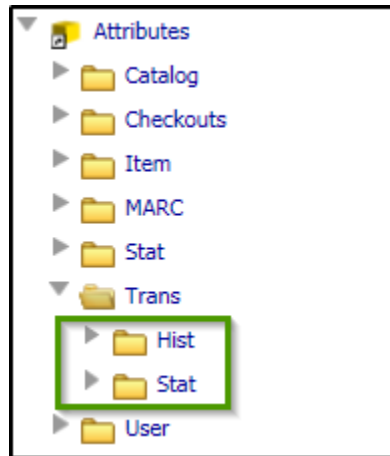 Attributes
Catalog
Checkouts
Item
MARC
Stat
Trans
Hist
Stat
User